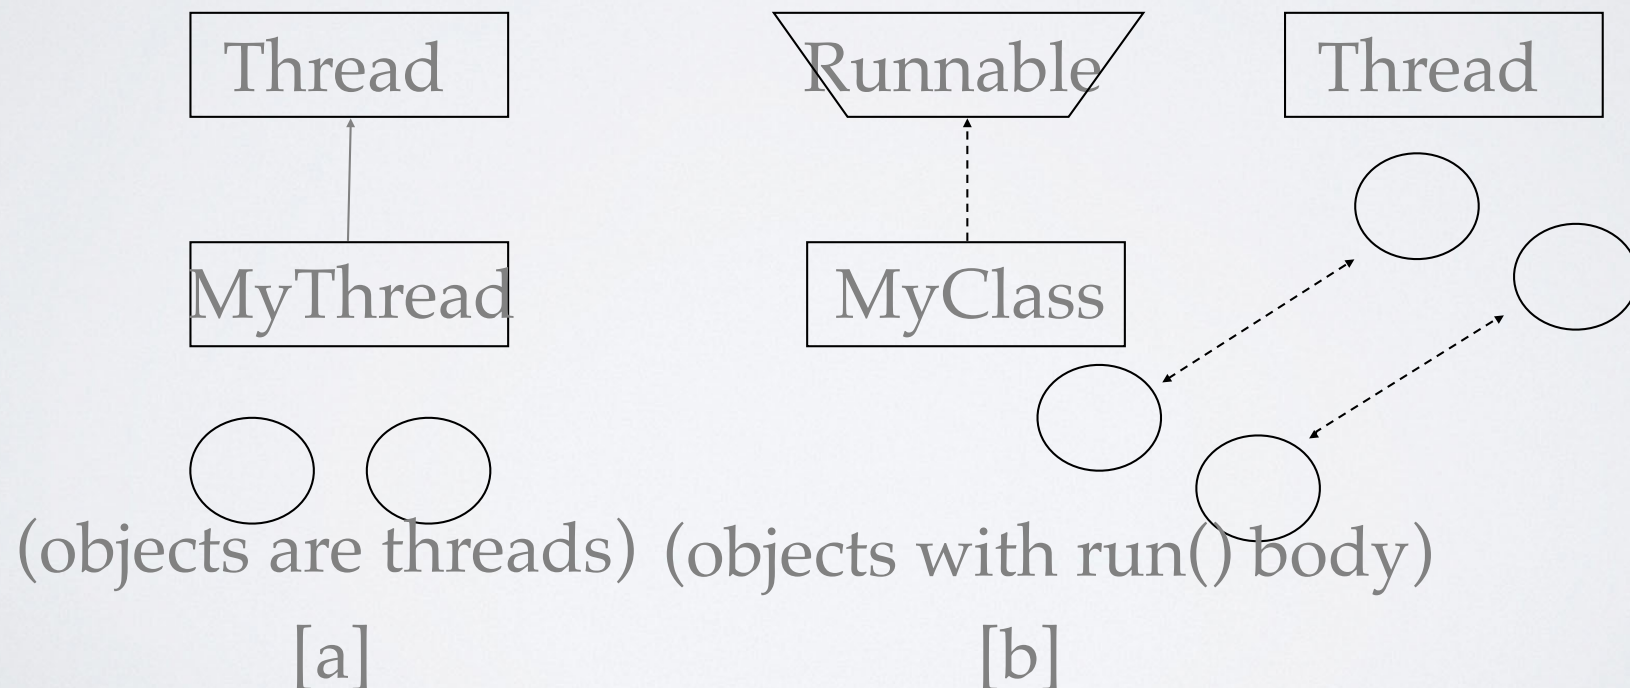 Thread
Runnable
Thread
MyThread
MyClass
(objects are threads)
(objects with run() body)
[a]
[b]